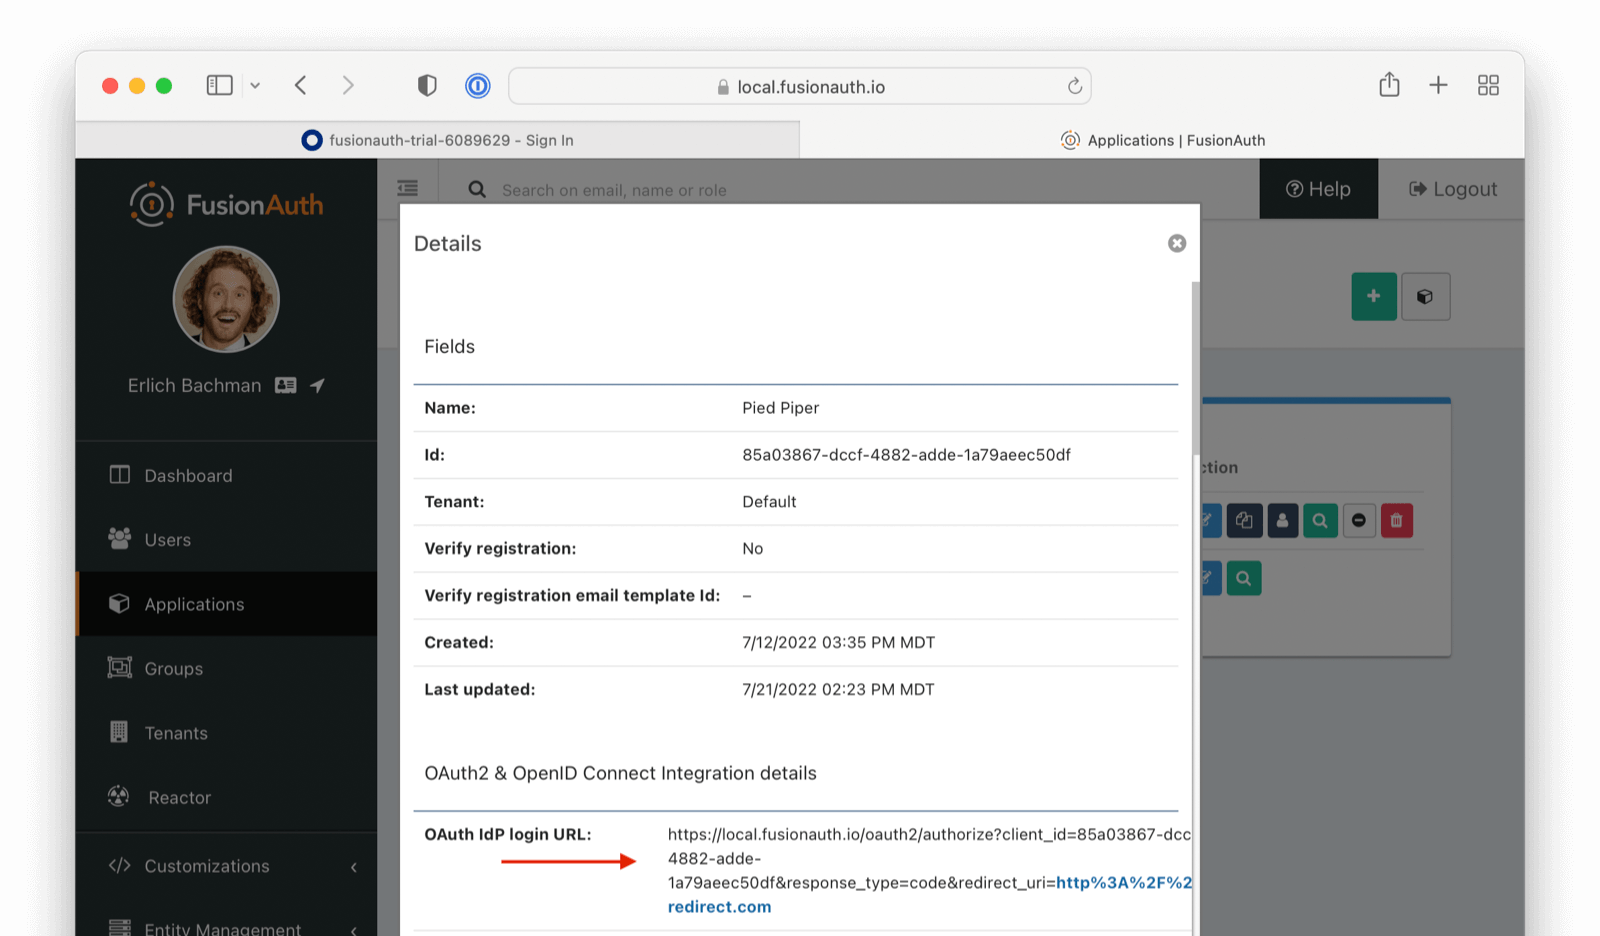 local.fusionauth.io
fusionauth-trial-6089629 - Sign In
Applications | FusionAuth
FusionAuth
Search on email, name or role
Help
Logout
Erlich Bachman
Dashboard
Users
Applications
Groups
Tenants
Reactor
Customizations
Entity Management
Details
Fields
Name: Pied Piper
Id: 85a03867-dccf-4882-adde-1a79aeec50df
Tenant: Default
Verify registration: No
Verify registration email template Id: –
Created: 7/12/2022 03:35 PM MDT
Last updated: 7/21/2022 02:23 PM MDT
OAuth2 & OpenID Connect Integration details
OAuth IdP login URL: https://local.fusionauth.io/oauth2/authorize?client_id=85a03867-dcc
4882-adde-
1a79aeec50df&response_type=code&redirect_uri=http%3A%2F%2
redirect.com
ction